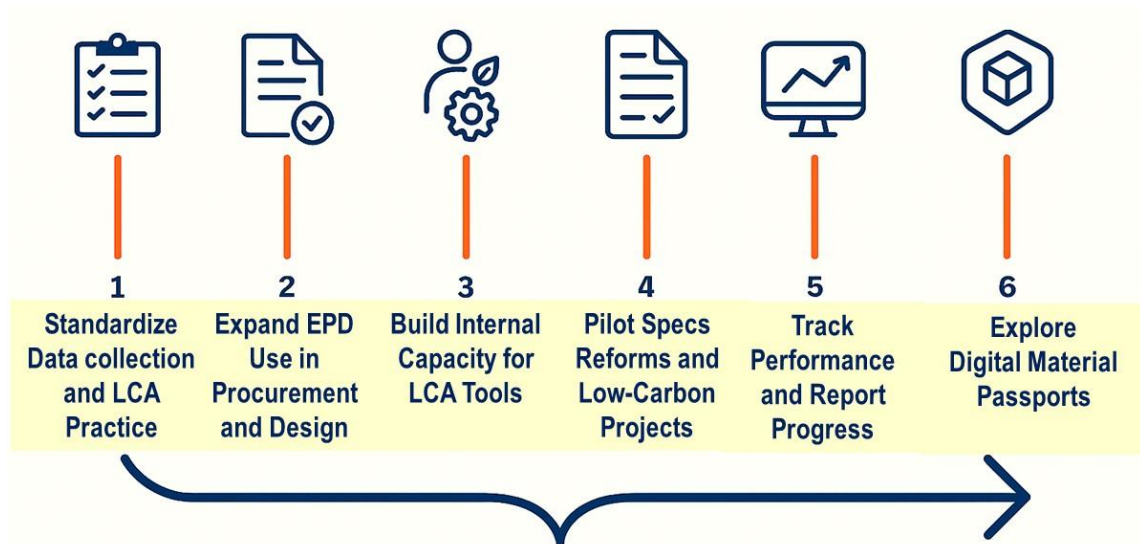 1
Standardize
Data collection
and LCA
Practice
2
Expand EPD
Use in
Procurement
and Design
3
Build Internal
Capacity for
LCA Tools
4
Pilot Specs
Reforms and
Low-Carbon
Projects
5
Track
Performance
and Report
Progress
6
Explore
Digital Material
Passports